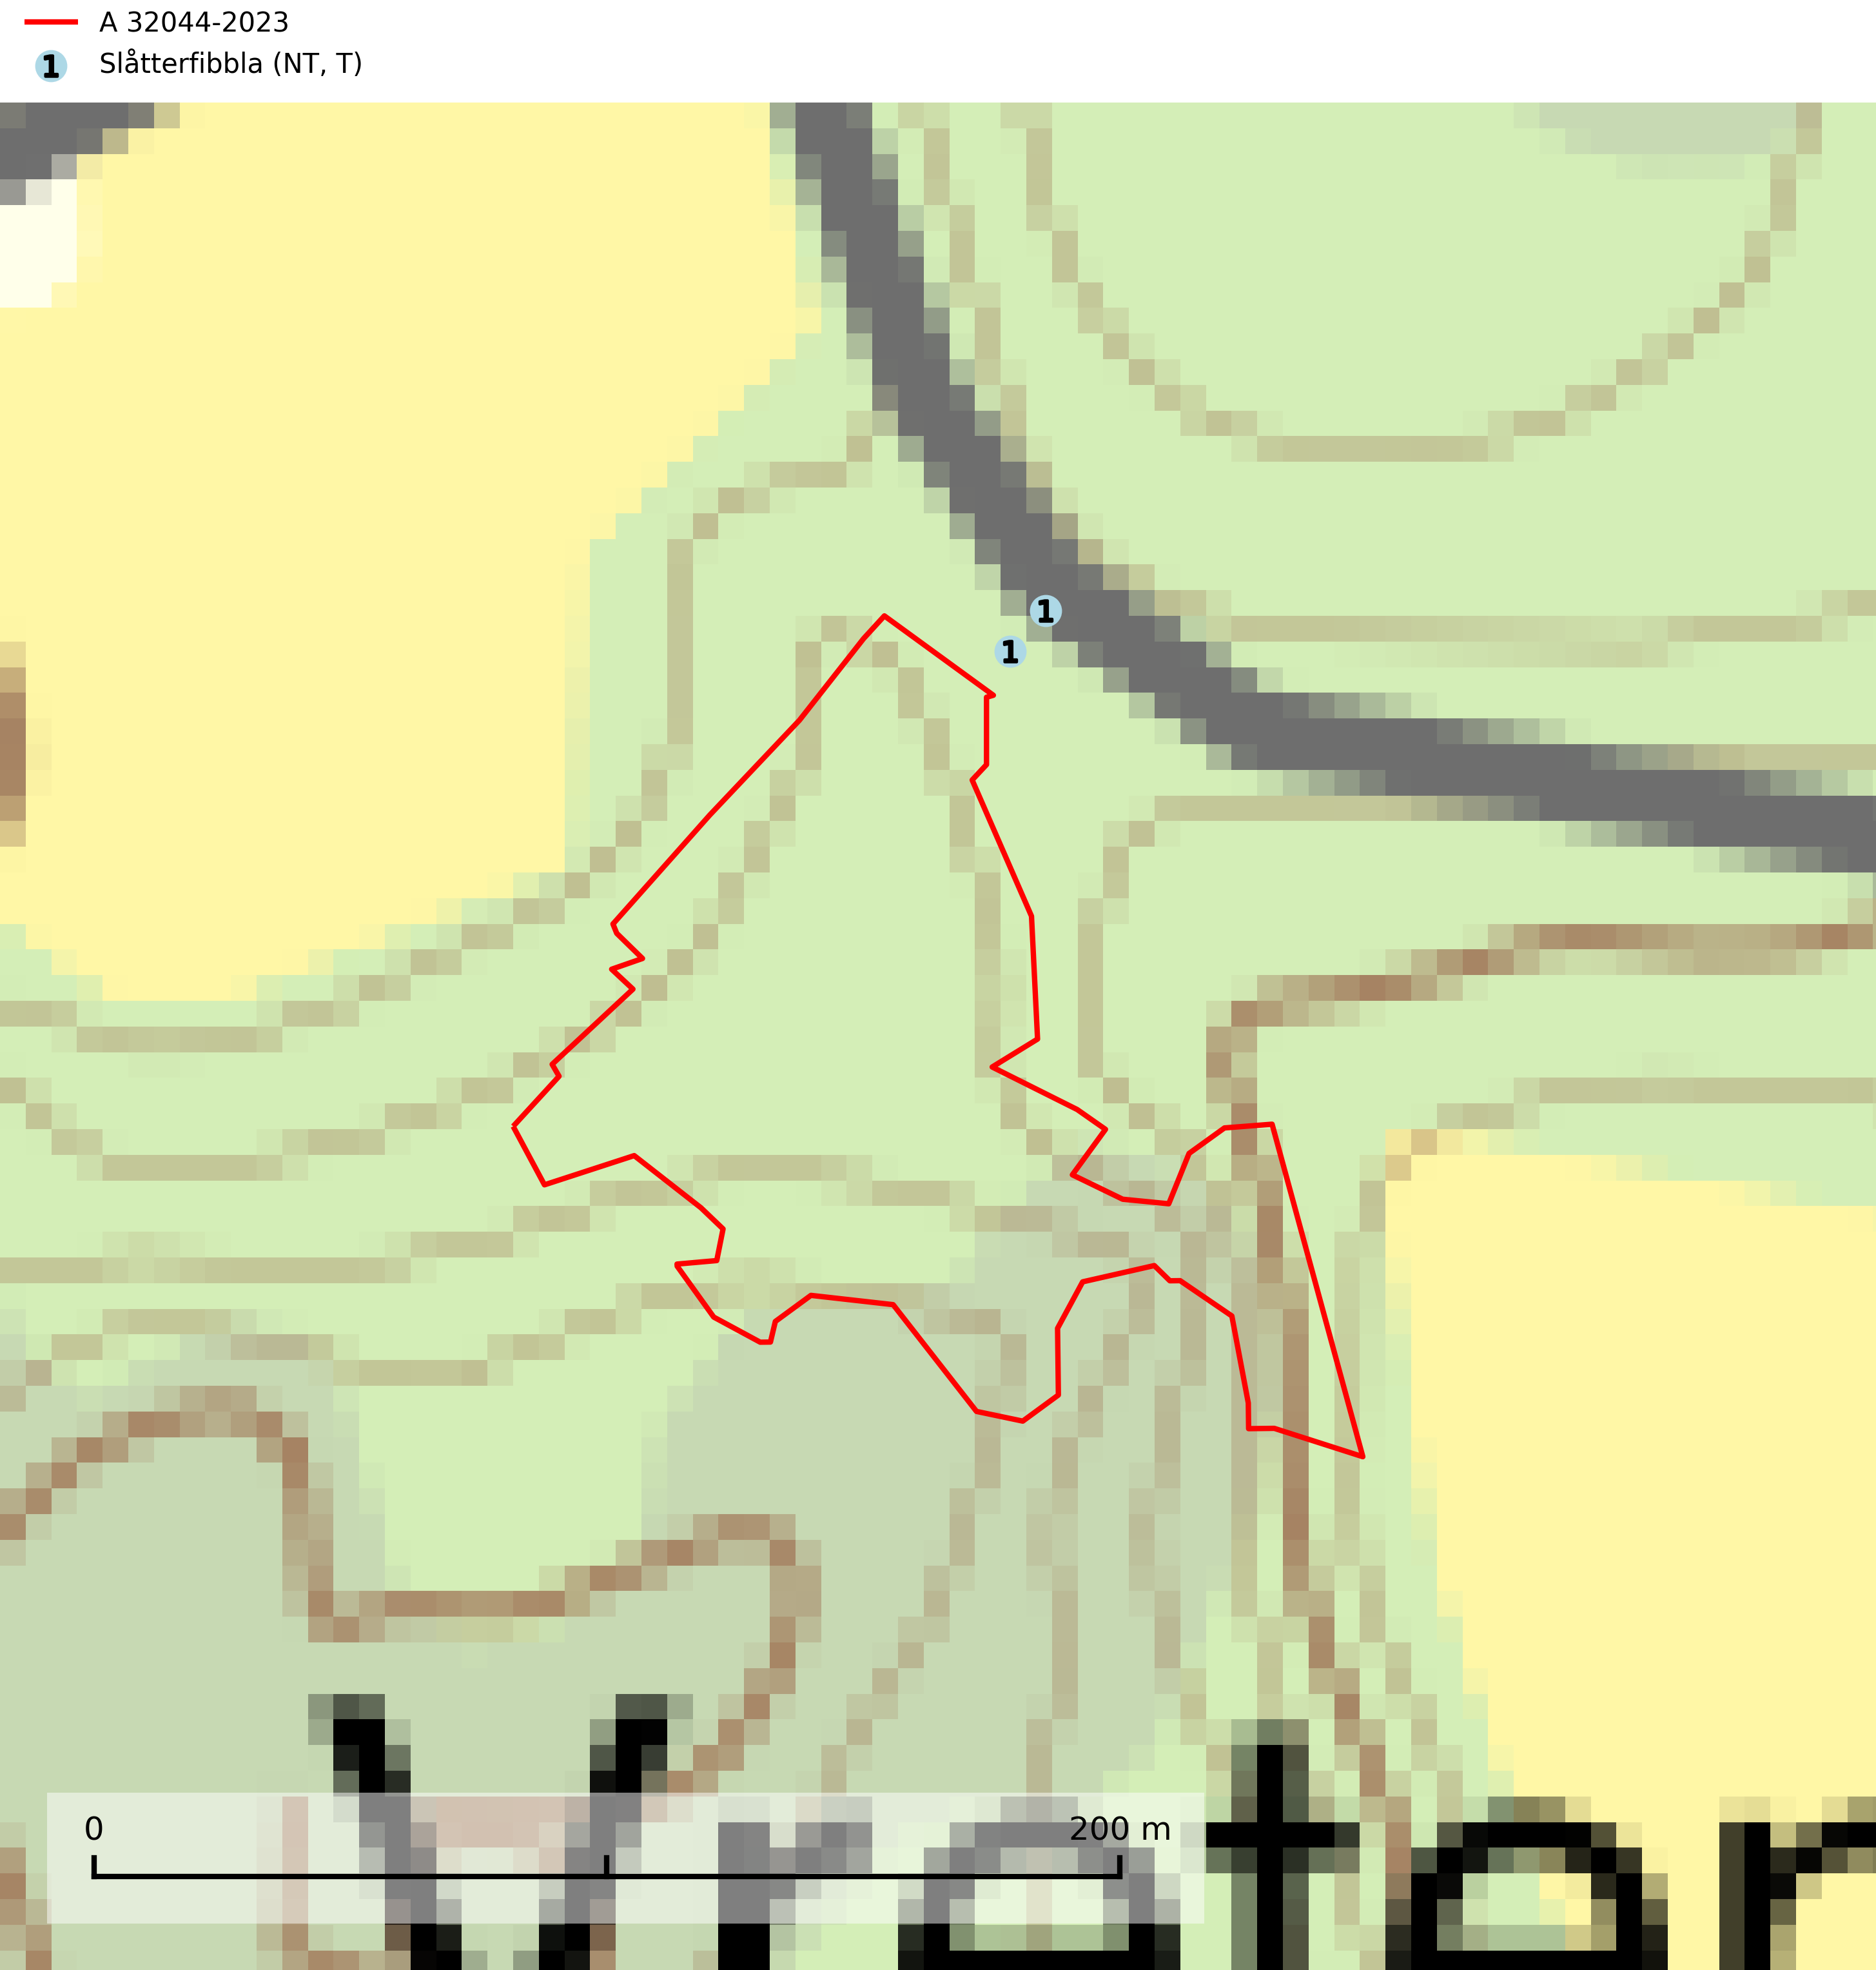 A 32044-2023
1 Slåtterfibbla (NT, T)
1
1
0 200 m